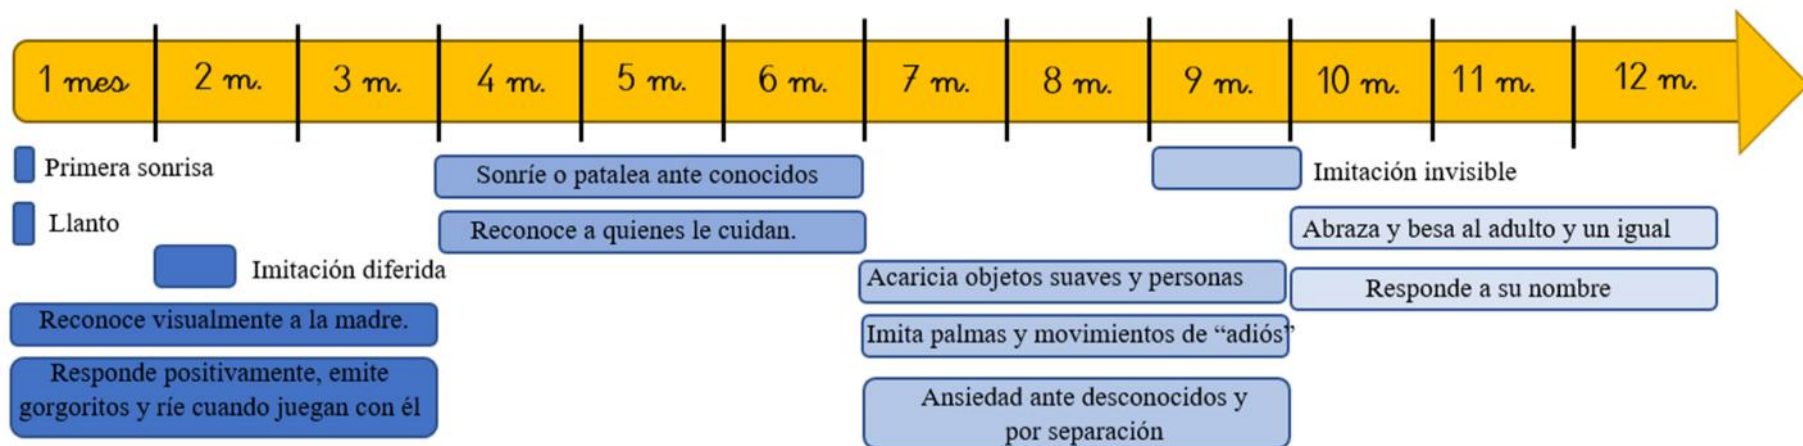 1 mes 2 m. 3 m. 4 m. 5 m. 6 m. 7 m. 8 m. 9 m. 10 m. 11 m. 12 m.
Primera sonrisa
Llanto
Imitación diferida
Reconoce visualmente a la madre.
Responde positivamente, emite
gorgoritos y ríe cuando juegan con él
Sonríe o patalea ante conocidos
Reconoce a quienes le cuidan.
Acaricia objetos suaves y personas
Imita palmas y movimientos de “adiós”
Ansiedad ante desconocidos y
por separación
Imitación invisible
Abraza y besa al adulto y un igual
Responde a su nombre